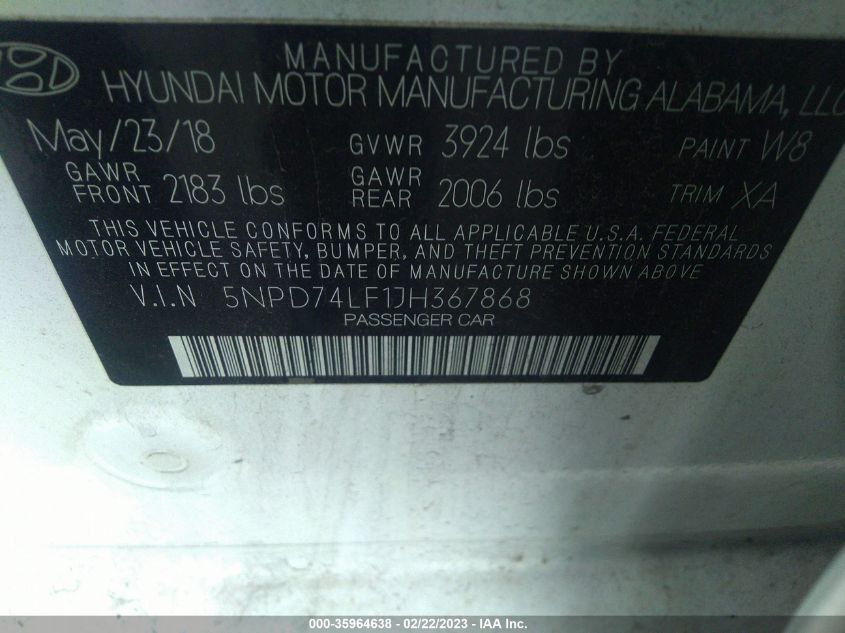 MANUFACTURED BY
HYUNDAI MOTOR MANUFACTURING ALABAMA, LLC
May/23/18 GVWR 3924 lbs PAINT W8
GAWR FRONT 2183 lbs GAWR REAR 2006 lbs TRIM XA
THIS VEHICLE CONFORMS TO ALL APPLICABLE U.S.A. FEDERAL
MOTOR VEHICLE SAFETY, BUMPER, AND THEFT PREVENTION STANDARDS
IN EFFECT ON THE DATE OF MANUFACTURE SHOWN ABOVE.
V.I.N 5NPD74LF1JH367868
PASSENGER CAR
000-35964638 - 02/22/2023 - IAA Inc.